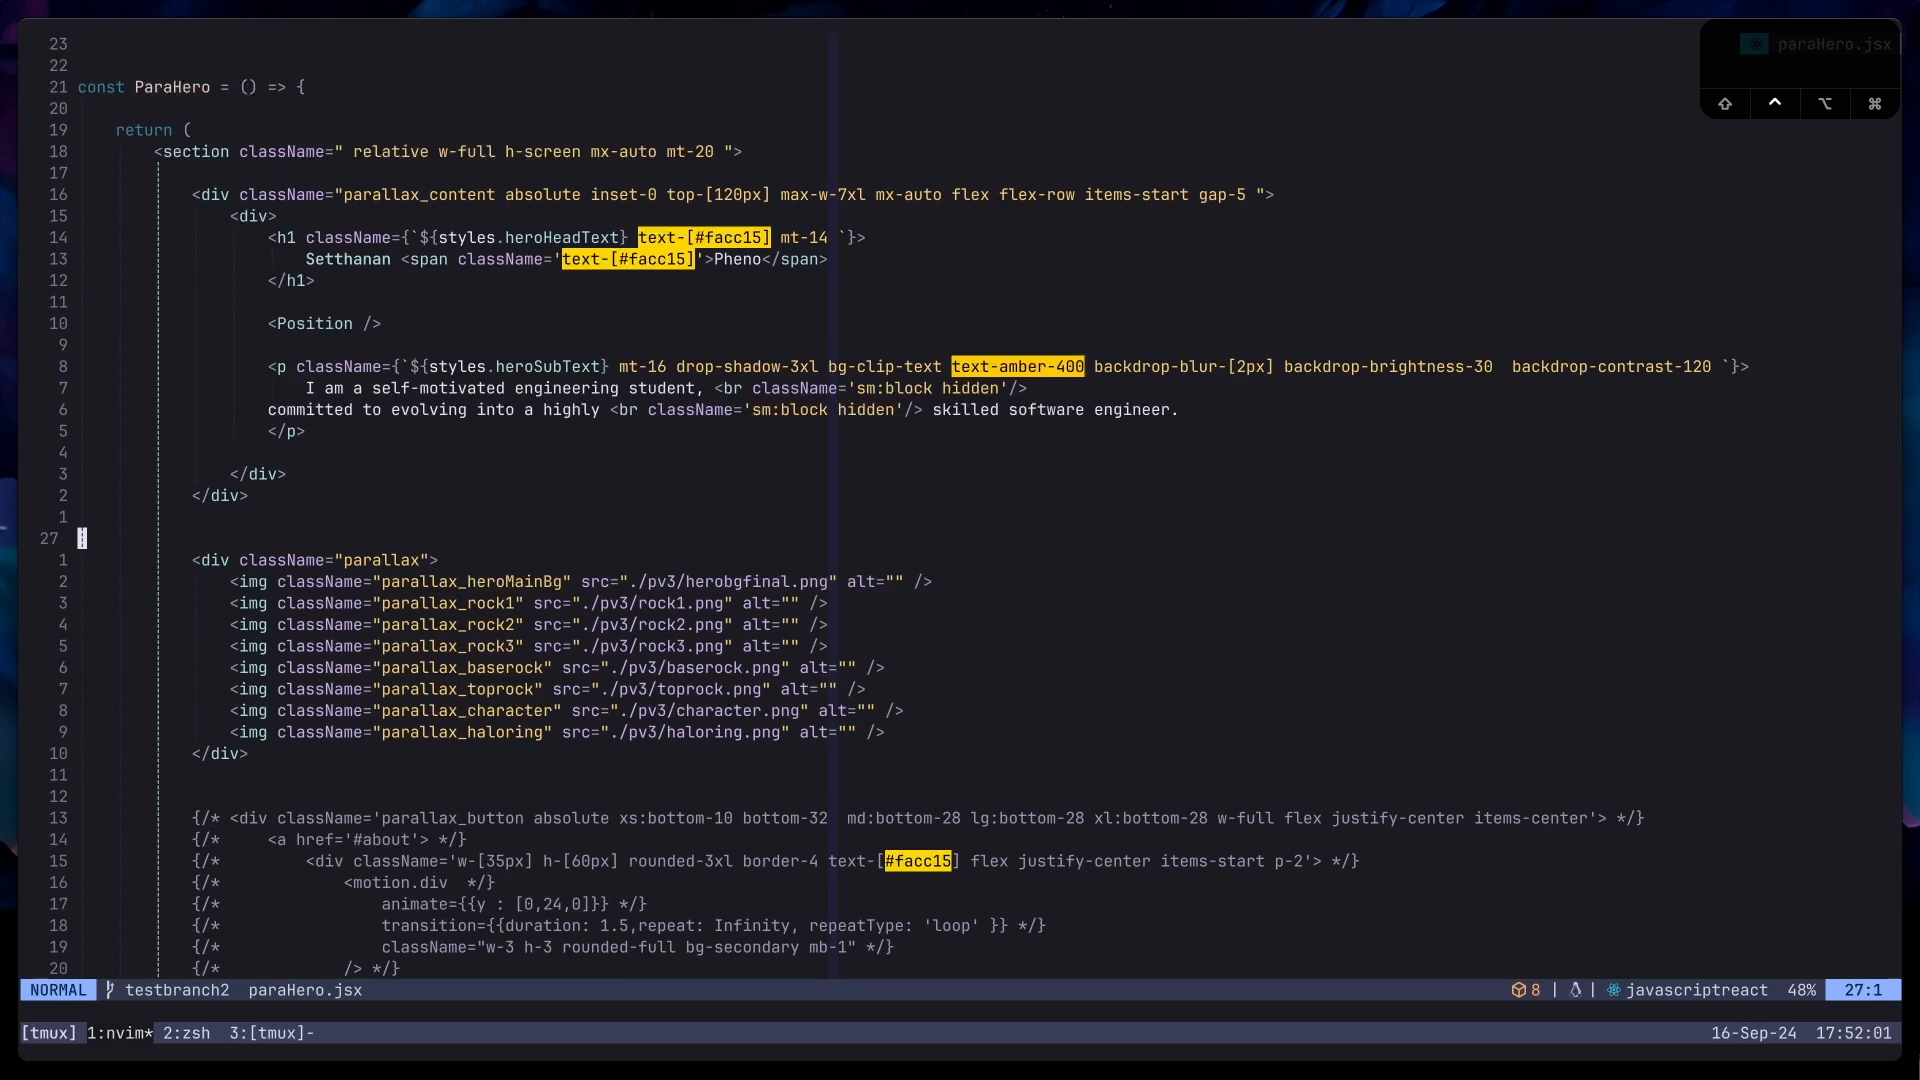 paraHero.jsx
23
22
21 const ParaHero = () => {
20
19 return (
18 <section className=" relative w-full h-screen mx-auto mt-20 ">
17
16 <div className="parallax_content absolute inset-0 top-[120px] max-w-7xl mx-auto flex flex-row items-start gap-5 ">
15 <div>
14 <h1 className={`${styles.heroHeadText} text-[#facc15] mt-14 `}>
13 Setthanan <span className='text-[#facc15]'>Pheno</span>
12 </h1>
11
10 <Position />
9
8 <p className={`${styles.heroSubText} mt-16 drop-shadow-3xl bg-clip-text text-amber-400 backdrop-blur-[2px] backdrop-brightness-30  backdrop-contrast-120 `}>
7 I am a self-motivated engineering student, <br className='sm:block hidden'/>
6 committed to evolving into a highly <br className='sm:block hidden'/> skilled software engineer.
5 </p>
4
3 </div>
2 </div>
1
27
1 <div className="parallax">
2 <img className="parallax_heroMainBg" src="./pv3/herobgfinal.png" alt="" />
3 <img className="parallax_rock1" src="./pv3/rock1.png" alt="" />
4 <img className="parallax_rock2" src="./pv3/rock2.png" alt="" />
5 <img className="parallax_rock3" src="./pv3/rock3.png" alt="" />
6 <img className="parallax_baserock" src="./pv3/baserock.png" alt="" />
7 <img className="parallax_toprock" src="./pv3/toprock.png" alt="" />
8 <img className="parallax_character" src="./pv3/character.png" alt="" />
9 <img className="parallax_haloring" src="./pv3/haloring.png" alt="" />
10 </div>
11
12
13 {/* <div className='parallax_button absolute xs:bottom-10 bottom-32  md:bottom-28 lg:bottom-28 xl:bottom-28 w-full flex justify-center items-center'> */}
14 {/* <a href='#about'> */}
15 {/* <div className='w-[35px] h-[60px] rounded-3xl border-4 text-[#facc15] flex justify-center items-start p-2'> */}
16 {/* <motion.div  */}
17 {/* animate={{y : [0,24,0]}} */}
18 {/* transition={{duration: 1.5,repeat: Infinity, repeatType: 'loop' }} */}
19 {/* className="w-3 h-3 rounded-full bg-secondary mb-1" */}
20 {/* /> */}
NORMAL testbranch2 paraHero.jsx 8 | | javascriptreact 48% 27:1
[tmux] 1:nvim* 2:zsh 3:[tmux]- 16-Sep-24 17:52:01